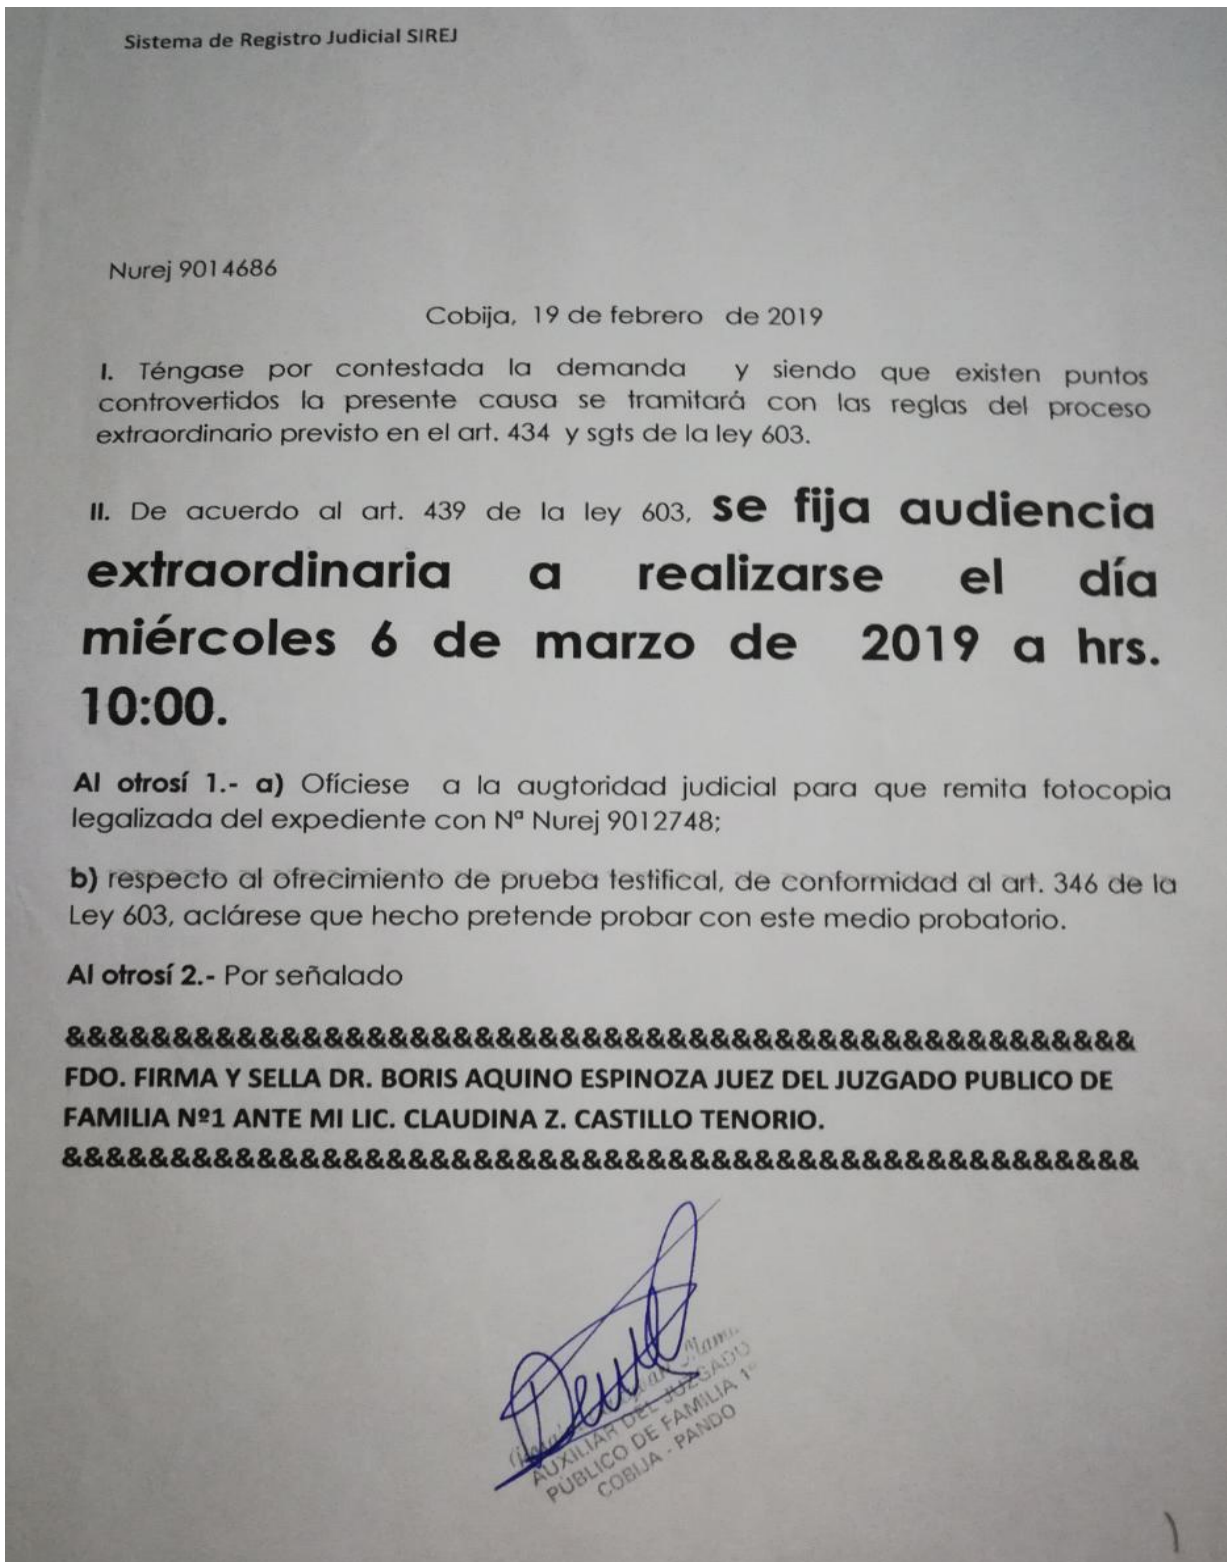 Sistema de Registro Judicial SIREJ
Nurej 9014686
Cobija, 19 de febrero de 2019
I. Téngase por contestada la demanda y siendo que existen puntos
controvertidos la presente causa se tramitará con las reglas del proceso
extraordinario previsto en el art. 434 y sgts de la ley 603.
II. De acuerdo al art. 439 de la ley 603, se fija audiencia
extraordinaria a realizarse el día
miércoles 6 de marzo de 2019 a hrs.
10:00.
Al otrosí 1.- a) Ofíciese a la augtoridad judicial para que remita fotocopia
legalizada del expediente con Nª Nurej 9012748;
b) respecto al ofrecimiento de prueba testifical, de conformidad al art. 346 de la
Ley 603, aclárese que hecho pretende probar con este medio probatorio.
Al otrosí 2.- Por señalado
&&&&&&&&&&&&&&&&&&&&&&&&&&&&&&&&&&&&&&&&&&&&&&&&&&
FDO. FIRMA Y SELLA DR. BORIS AQUINO ESPINOZA JUEZ DEL JUZGADO PUBLICO DE
FAMILIA Nº1 ANTE MI LIC. CLAUDINA Z. CASTILLO TENORIO.
&&&&&&&&&&&&&&&&&&&&&&&&&&&&&&&&&&&&&&&&&&&&&&&&&&
AUXILIAR DEL JUZGADO
PÚBLICO DE FAMILIA 1º
COBIJA - PANDO